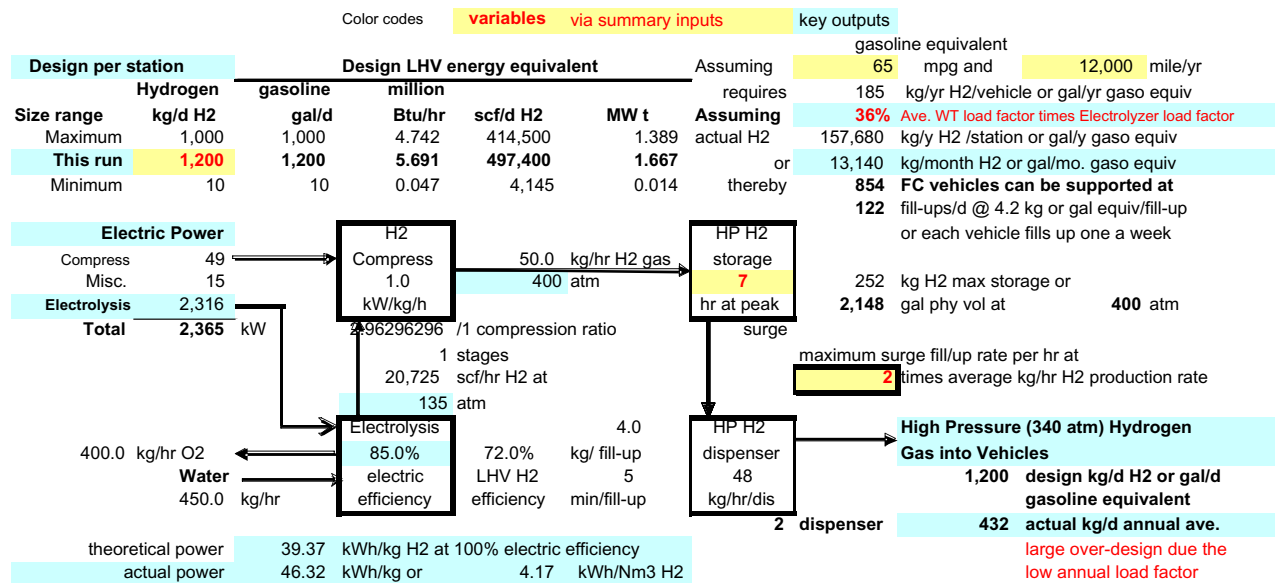 Color codes variables via summary inputs key outputs
gasoline equivalent
Design per station Design LHV energy equivalent Assuming 65 mpg and 12,000 mile/yr
Hydrogen gasoline million requires 185 kg/yr H2/vehicle or gal/yr gaso equiv
Size range kg/d H2 gal/d Btu/hr scf/d H2 MW t Assuming 36% Ave. WT load factor times Electrolyzer load factor
Maximum 1,000 1,000 4.742 414,500 1.389 actual H2 157,680 kg/y H2 /station or gal/y gaso equiv
This run 1,200 1,200 5.691 497,400 1.667 or 13,140 kg/month H2 or gal/mo. gaso equiv
Minimum 10 10 0.047 4,145 0.014 thereby 854 FC vehicles can be supported at
122 fill-ups/d @ 4.2 kg or gal equiv/fill-up
Electric Power H2 HP H2 or each vehicle fills up one a week
Compress 49 Compress 50.0 kg/hr H2 gas storage
Misc. 15 1.0 400 atm 7 252 kg H2 max storage or
Electrolysis 2,316 kW/kg/h hr at peak 2,148 gal phy vol at 400 atm
Total 2,365 kW 2.96296296 /1 compression ratio surge
1 stages maximum surge fill/up rate per hr at
20,725 scf/hr H2 at 2 times average kg/hr H2 production rate
135 atm
Electrolysis 4.0 HP H2 High Pressure (340 atm) Hydrogen
400.0 kg/hr O2 85.0% 72.0% kg/ fill-up dispenser Gas into Vehicles
Water electric LHV H2 5 48 1,200 design kg/d H2 or gal/d
450.0 kg/hr efficiency efficiency min/fill-up kg/hr/dis gasoline equivalent
2 dispenser 432 actual kg/d annual ave.
theoretical power 39.37 kWh/kg H2 at 100% electric efficiency large over-design due the
actual power 46.32 kWh/kg or 4.17 kWh/Nm3 H2 low annual load factor